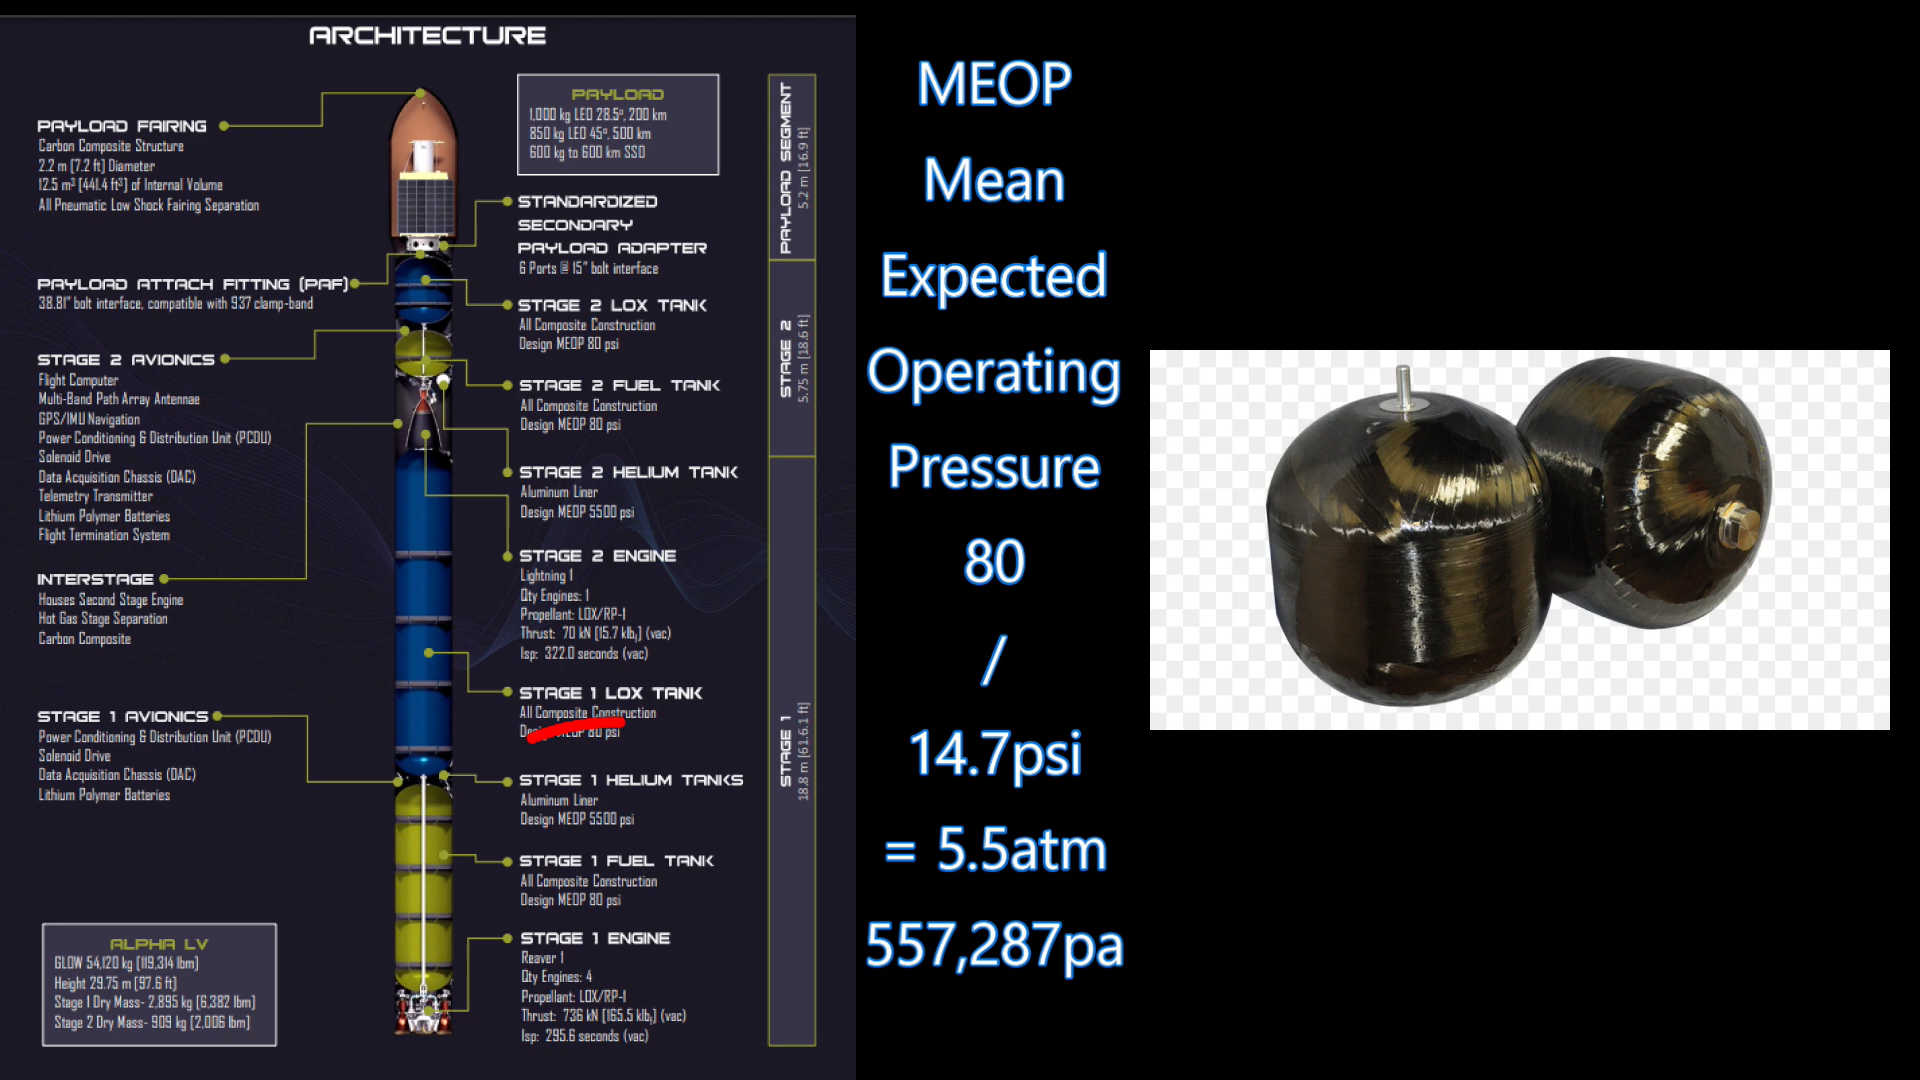 ARCHITECTURE
PAYLOAD FAIRING
Carbon Composite Structure
2.2 m [7.2 ft] Diameter
12.5 m³ [441.4 ft³] of Internal Volume
All Pneumatic Low Shock Fairing Separation
PAYLOAD ATTACH FITTING (PAF)
38.81" bolt interface, compatible with 937 clamp-band
STAGE 2 AVIONICS
Flight Computer
Multi-Band Path Array Antennae
GPS/IMU Navigation
Power Conditioning & Distribution Unit (PCDU)
Solenoid Drive
Data Acquisition Chassis (DAC)
Telemetry Transmitter
Lithium Polymer Batteries
Flight Termination System
INTERSTAGE
Houses Second Stage Engine
Hot Gas Stage Separation
Carbon Composite
STAGE 1 AVIONICS
Power Conditioning & Distribution Unit (PCDU)
Solenoid Drive
Data Acquisition Chassis (DAC)
Lithium Polymer Batteries
ALPHA LV
GLOW 54,120 kg [119,314 lbm]
Height 29.75 m [97.6 ft]
Stage 1 Dry Mass- 2,895 kg [6,382 lbm]
Stage 2 Dry Mass- 909 kg [2,006 lbm]
PAYLOAD
1,000 kg LEO 28.5°, 200 km
850 kg LEO 45°, 500 km
600 kg to 600 km SSO
STANDARDIZED
SECONDARY
PAYLOAD ADAPTER
6 Ports @ 15" bolt interface
STAGE 2 LOX TANK
All Composite Construction
Design MEOP 80 psi
STAGE 2 FUEL TANK
All Composite Construction
Design MEOP 80 psi
STAGE 2 HELIUM TANK
Aluminum Liner
Design MEOP 5500 psi
STAGE 2 ENGINE
Lightning 1
Qty Engines: 1
Propellant: LOX/RP-1
Thrust: 70 kN [15.7 klbf] (vac)
Isp: 322.0 seconds (vac)
STAGE 1 LOX TANK
All Composite Construction
Design MEOP 80 psi
STAGE 1 HELIUM TANKS
Aluminum Liner
Design MEOP 5500 psi
STAGE 1 FUEL TANK
All Composite Construction
Design MEOP 80 psi
STAGE 1 ENGINE
Reaver 1
Qty Engines: 4
Propellant: LOX/RP-1
Thrust: 736 kN [165.5 klbf] (vac)
Isp: 295.6 seconds (vac)
PAYLOAD SEGMENT
5.2 m [16.9 ft]
STAGE 2
5.75 m [18.6 ft]
STAGE 1
18.8 m [61.6.1 ft]
MEOP
Mean
Expected
Operating
Pressure
80
/
14.7psi
= 5.5atm
557,287pa